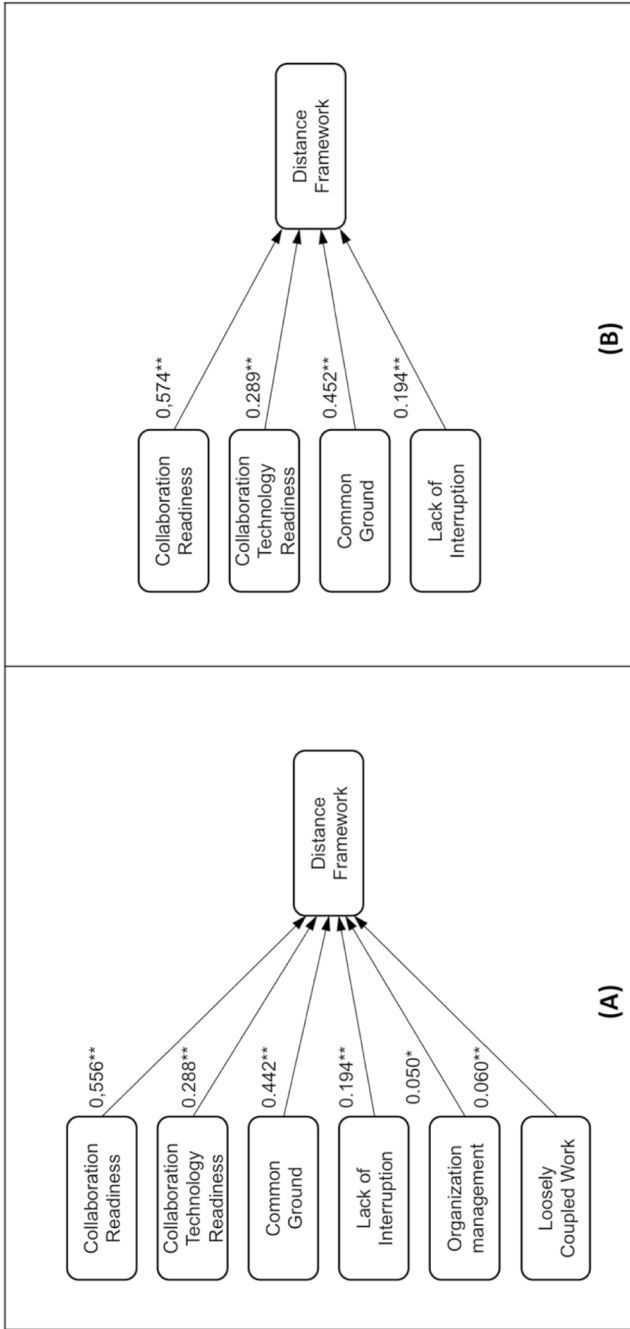 Collaboration
Readiness
0,556**
Collaboration
Technology
Readiness
0.288**
Common
Ground
0.442**
Lack of
Interruption
0.194**
Organization
management
0.050*
Loosely
Coupled Work
0.060**
Distance
Framework
(A)
Collaboration
Readiness
0,574**
Collaboration
Technology
Readiness
0.289**
Common
Ground
0.452**
Lack of
Interruption
0.194**
Distance
Framework
(B)